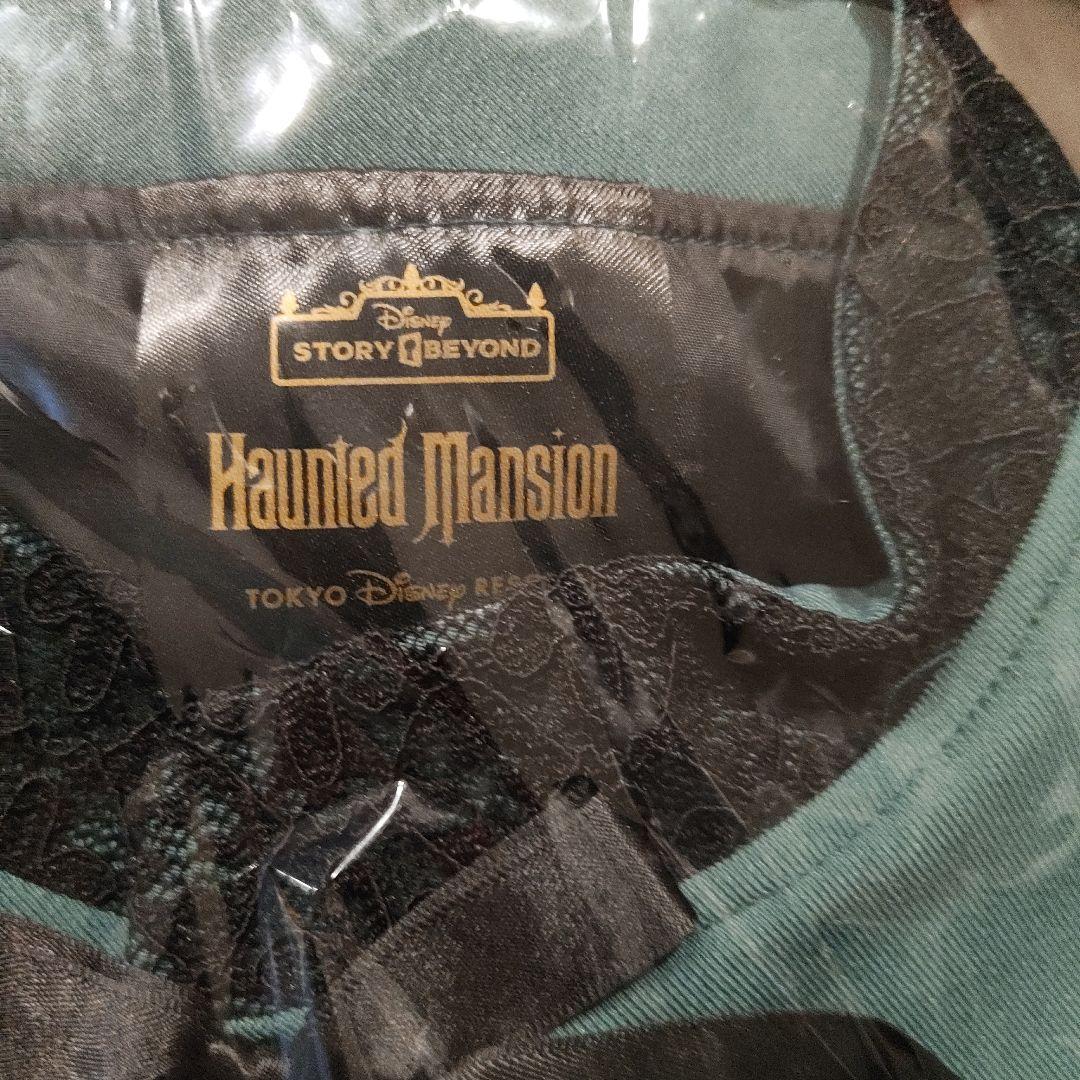 Disney
STORY BEYOND
Haunted Mansion
TOKYO Disney